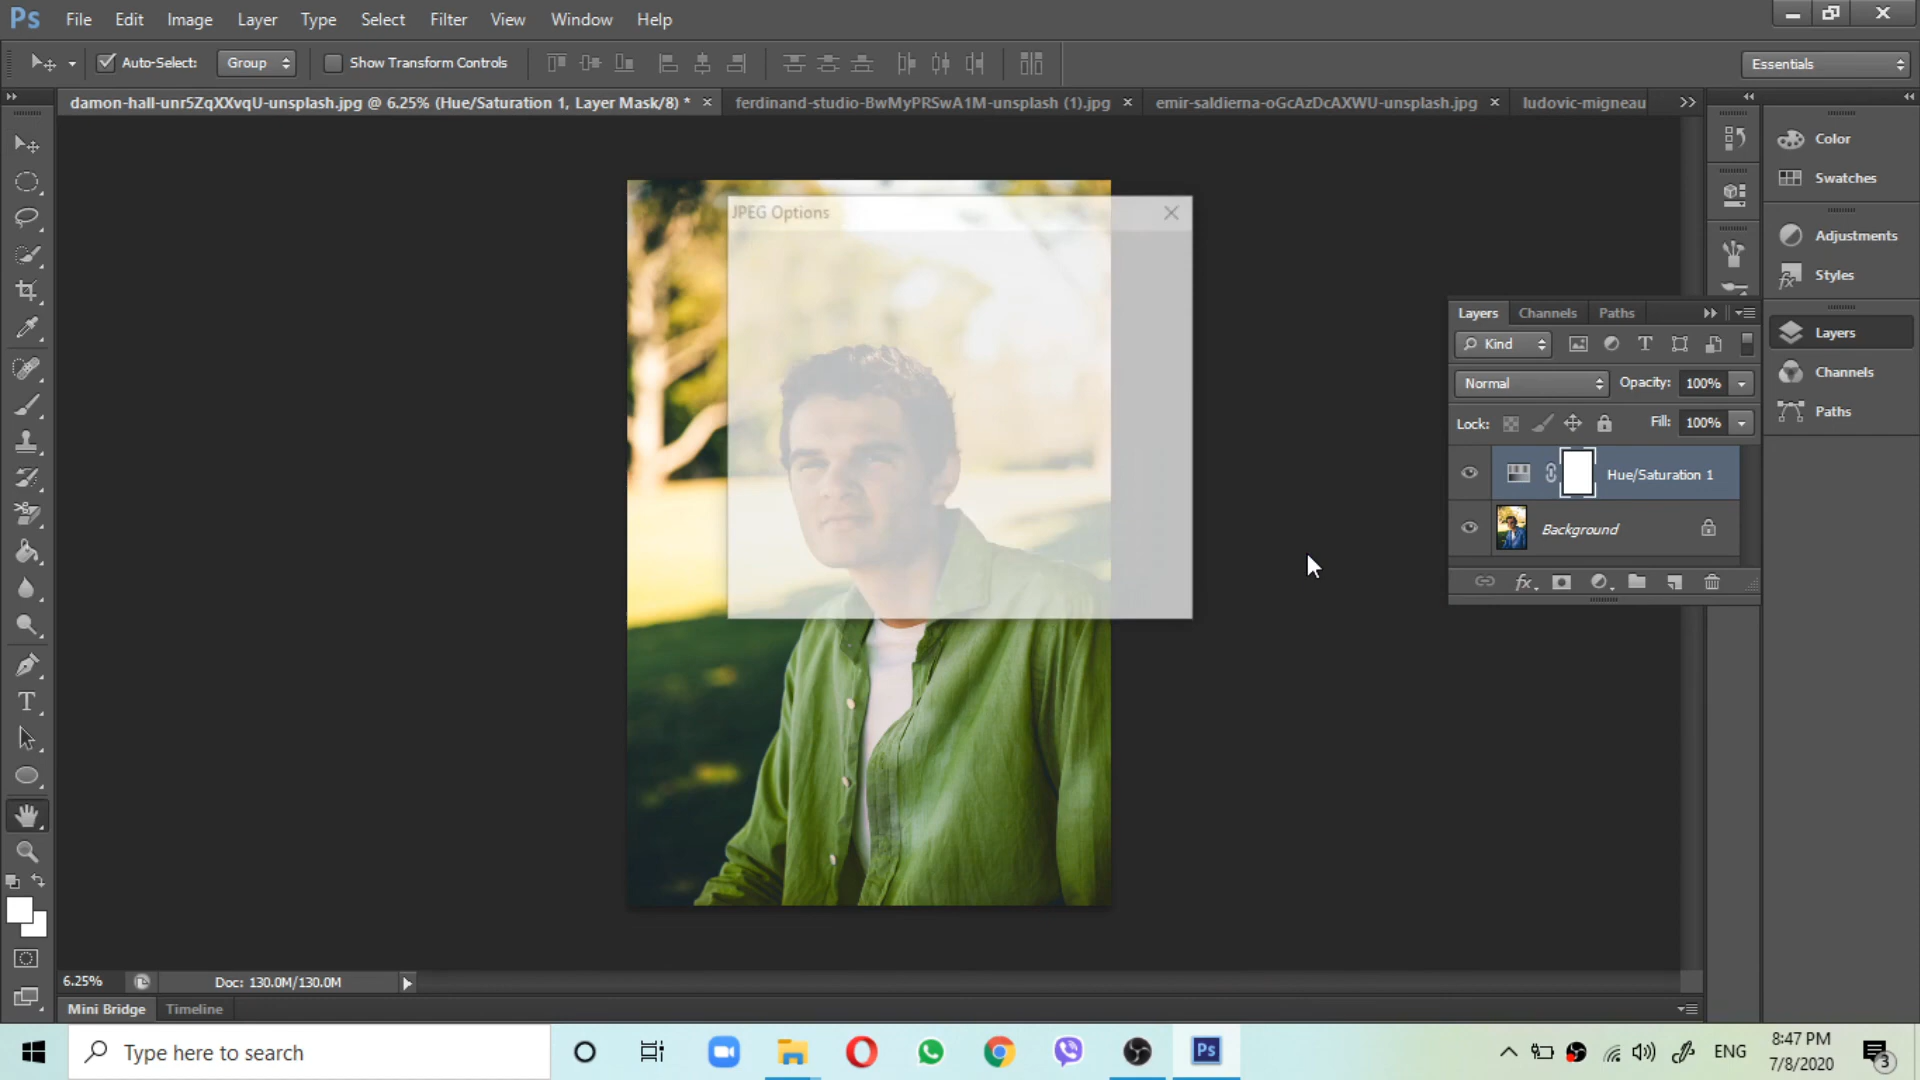 Ps File Edit Image Layer Type Select Filter View Window Help
Auto-Select: Group Show Transform Controls Essentials
damon-hall-unr5ZqXXvqU-unsplash.jpg @ 6.25% (Hue/Saturation 1, Layer Mask/8) * ferdinand-studio-BwMyPRSwA1M-unsplash (1).jpg emir-saldierna-oGcAzDcAXWU-unsplash.jpg ludovic-migneau
Color
Swatches
JPEG Options
Adjustments
Styles
Layers Channels Paths
Layers
Kind
Channels
Normal Opacity: 100%
Paths
Lock: Fill: 100%
Hue/Saturation 1
Background
fx
6.25% Doc: 130.0M/130.0M
Mini Bridge Timeline
Type here to search
Ps
ENG
8:47 PM
7/8/2020
3